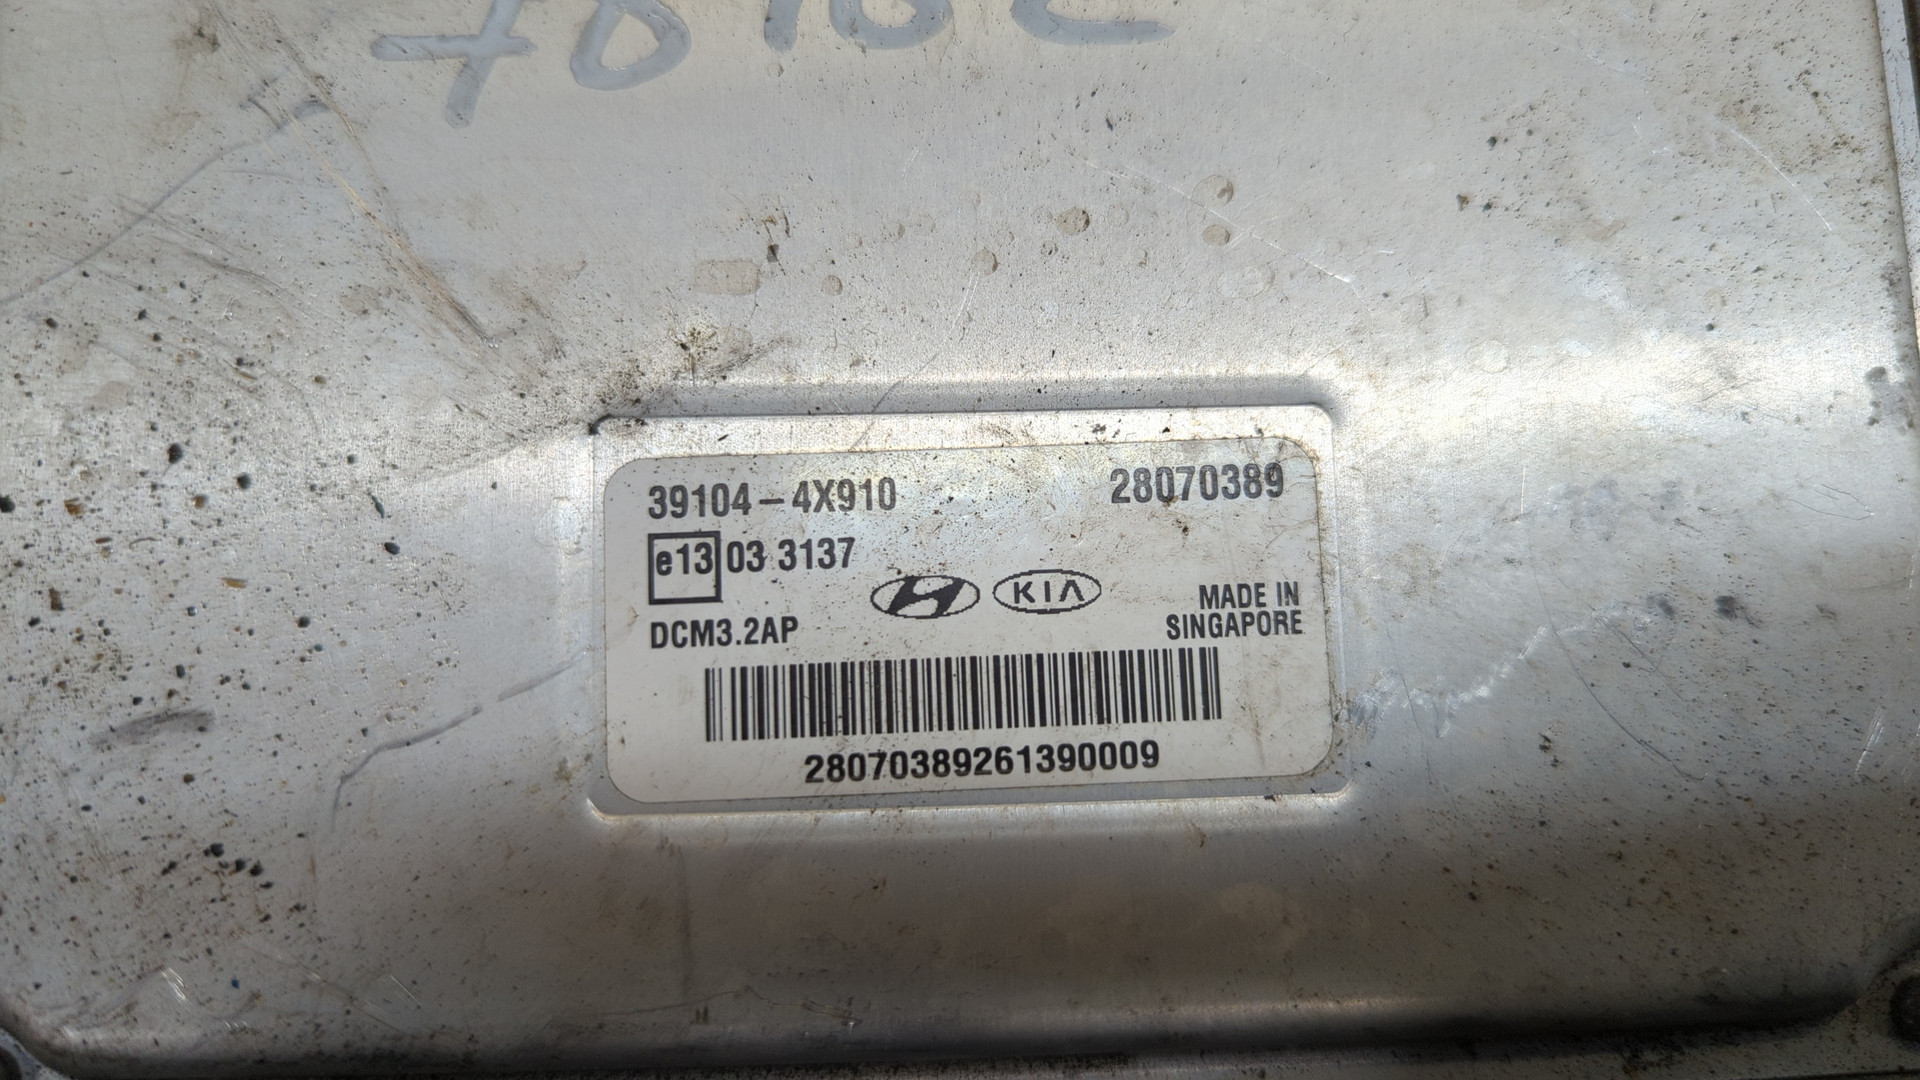 39104-4X910 28070389
e13 03 3137
KIA
MADE IN
SINGAPORE
DCM3.2AP
28070389261390009